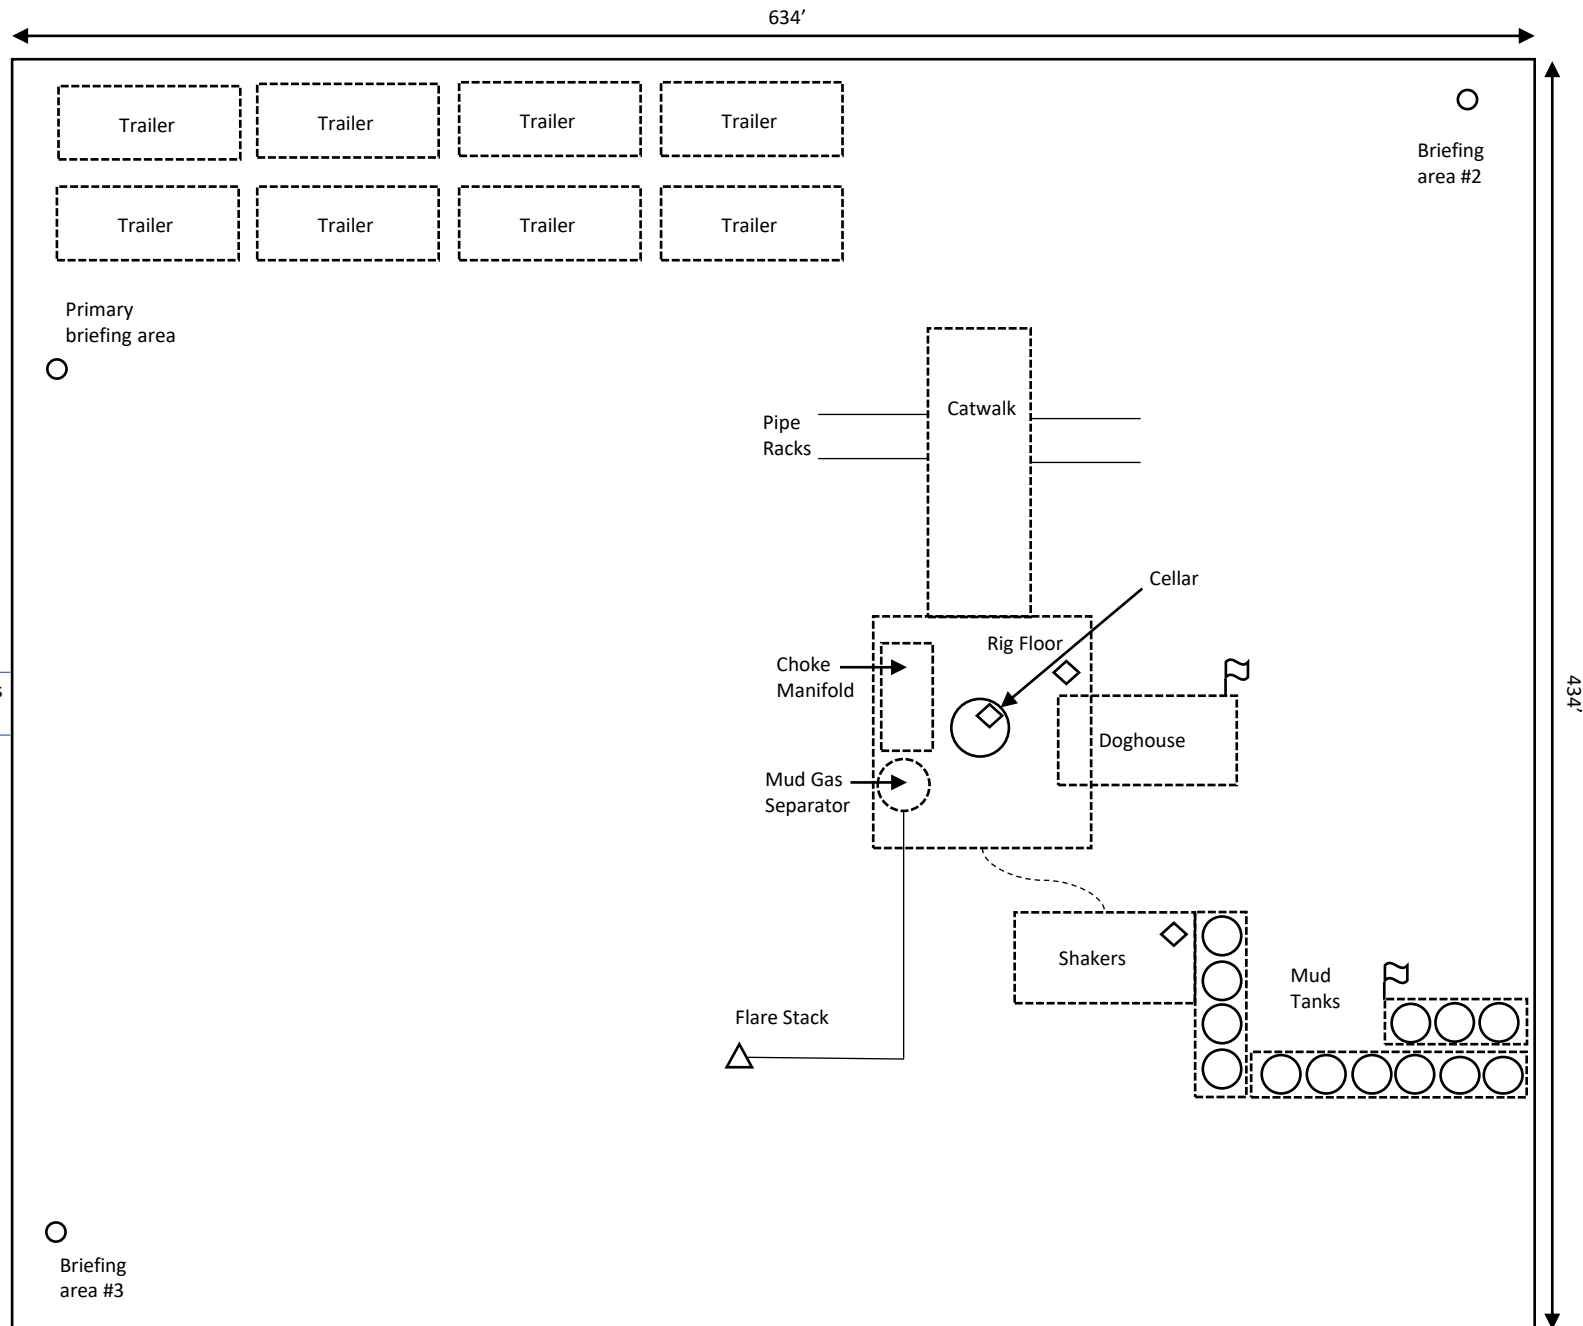 634’
Trailer
Trailer
Trailer
Trailer
Briefing
area #2
Trailer
Trailer
Trailer
Trailer
Primary
briefing area
Catwalk
Pipe
Racks
Cellar
Rig Floor
Choke
Manifold
s
434’
Doghouse
Mud Gas
Separator
Shakers
Mud
Tanks
Flare Stack
Briefing
area #3